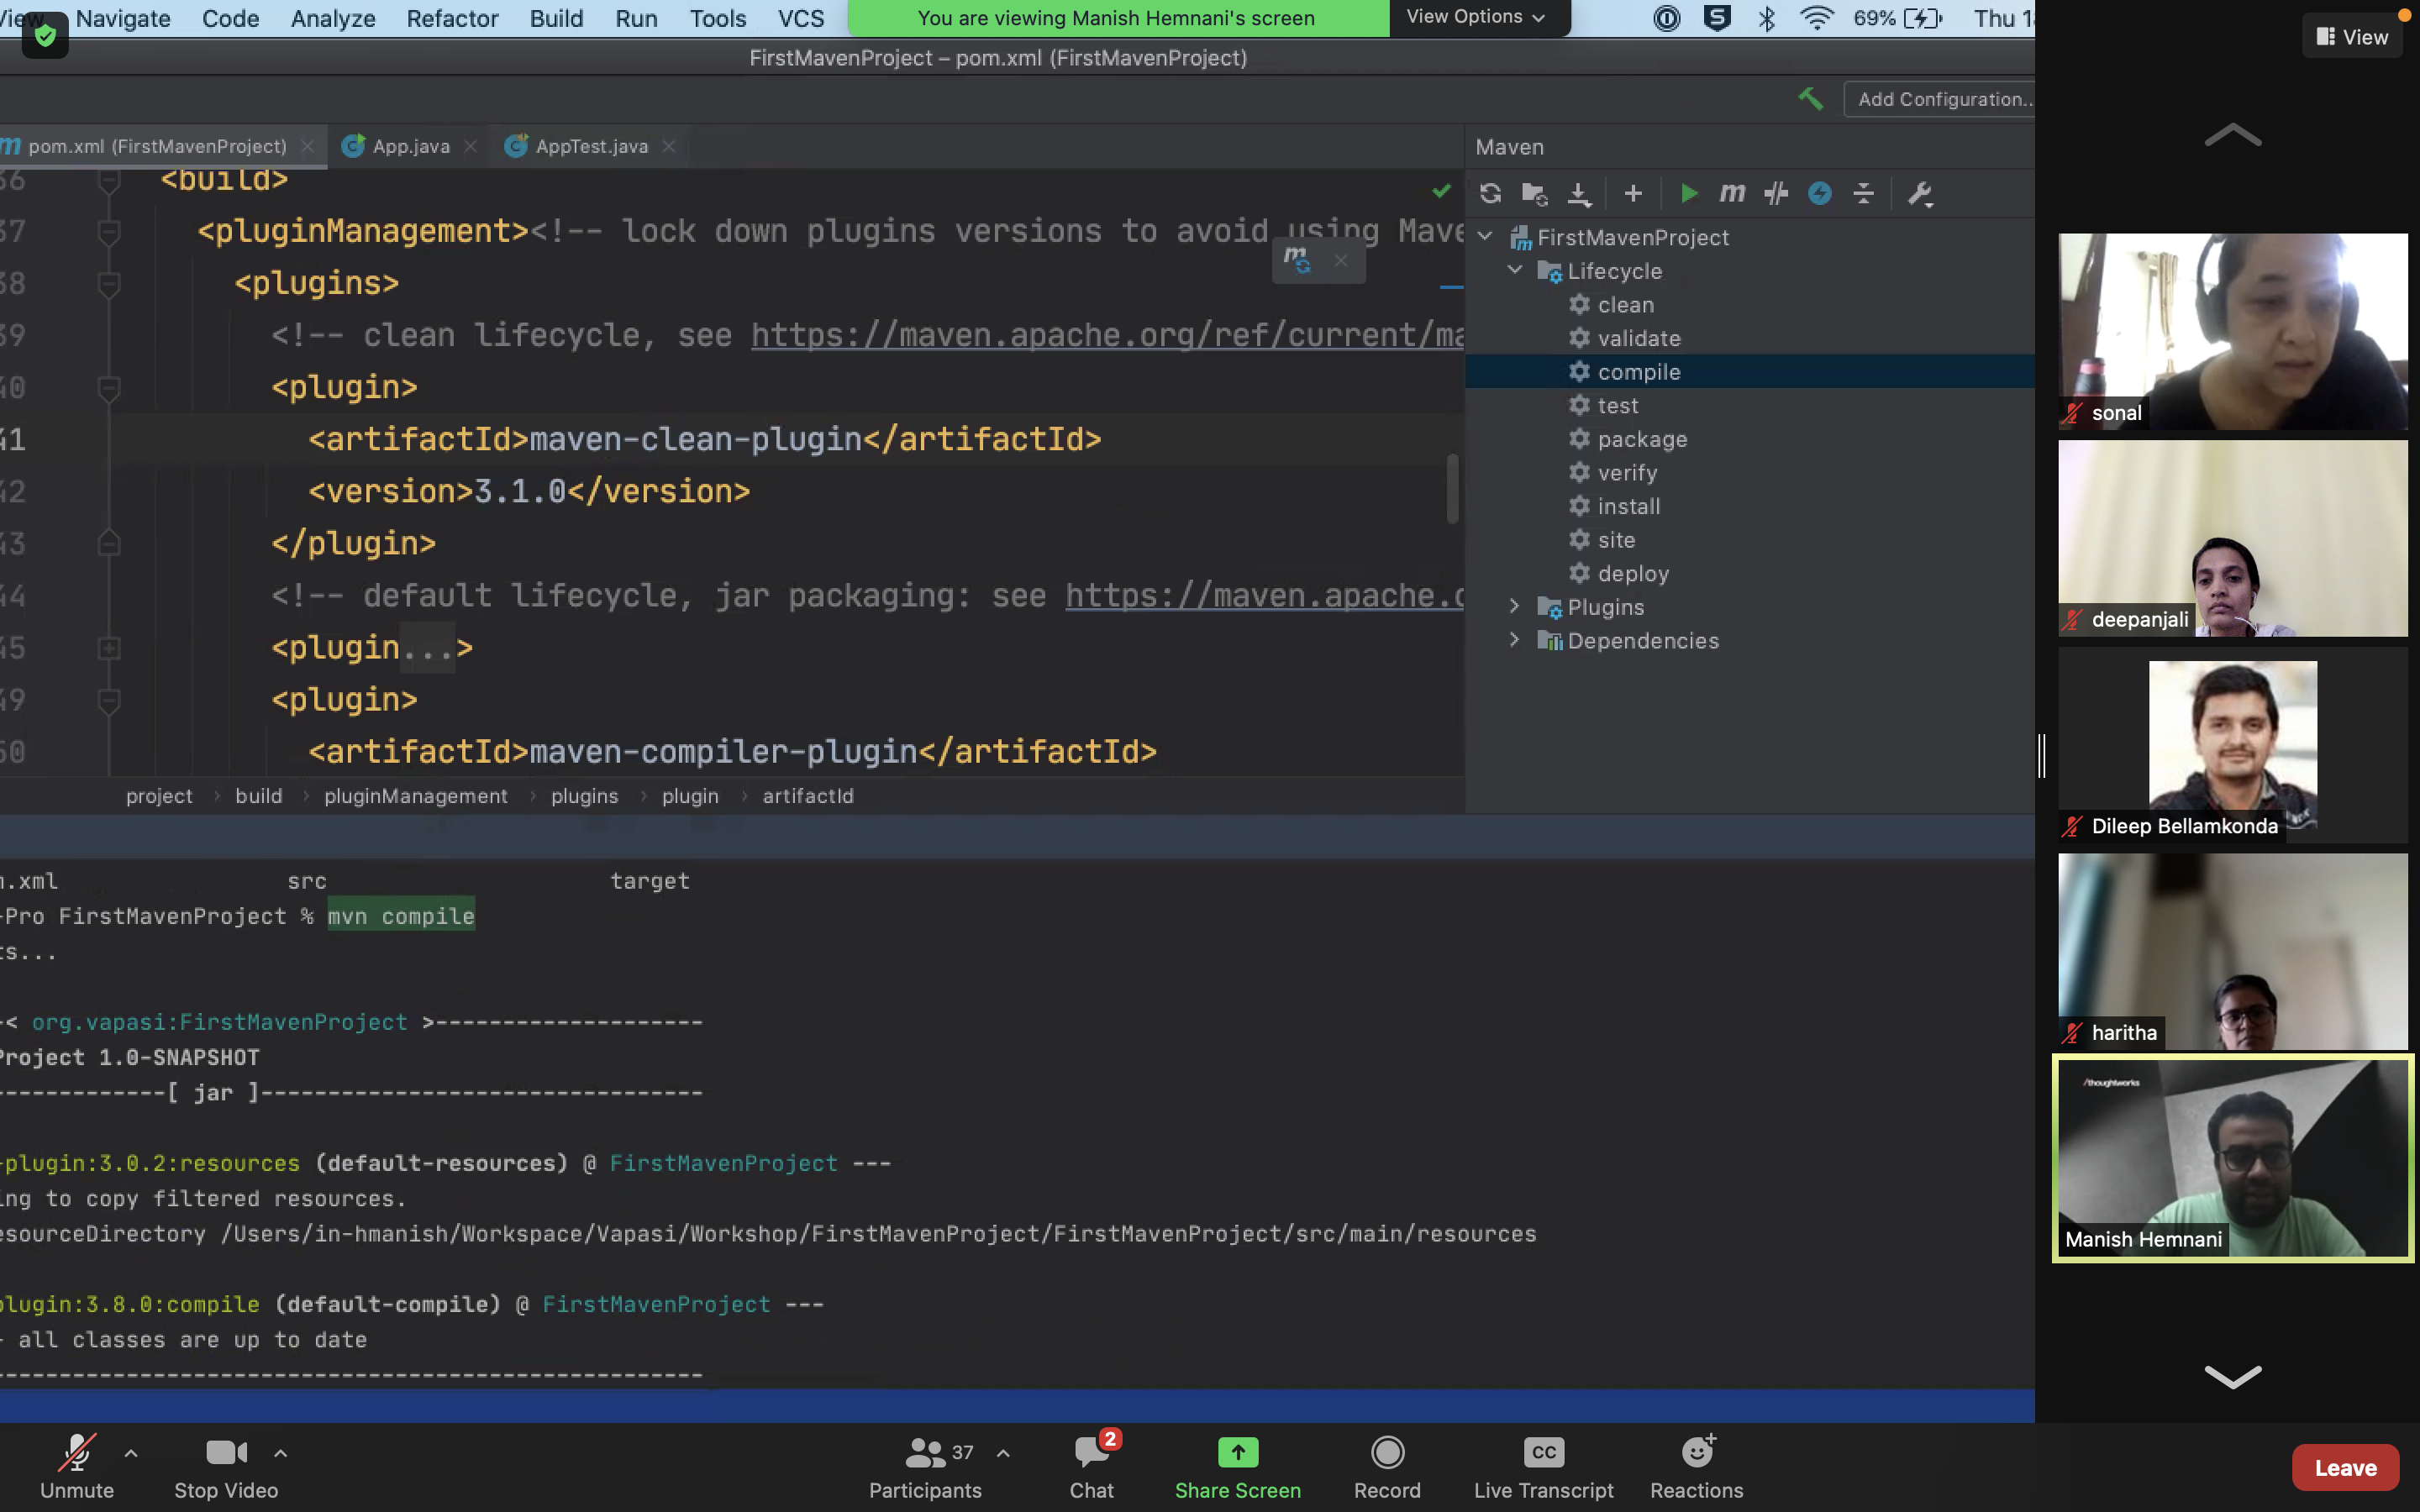 View Navigate Code Analyze Refactor Build Run Tools VCS
You are viewing Manish Hemnani's screen
View Options
69% Thu
View
FirstMavenProject – pom.xml (FirstMavenProject)
Add Configuration..
pom.xml (FirstMavenProject) App.java AppTest.java
Maven
36 <build>
37 <pluginManagement><!-- lock down plugins versions to avoid using Mave
38 <plugins>
39 <!-- clean lifecycle, see https://maven.apache.org/ref/current/ma
40 <plugin>
41 <artifactId>maven-clean-plugin</artifactId>
42 <version>3.1.0</version>
43 </plugin>
44 <!-- default lifecycle, jar packaging: see https://maven.apache.o
45 <plugin...>
49 <plugin>
50 <artifactId>maven-compiler-plugin</artifactId>
project > build > pluginManagement > plugins > plugin > artifactId
FirstMavenProject
Lifecycle
clean
validate
compile
test
package
verify
install
site
deploy
Plugins
Dependencies
m.xml src target
-Pro FirstMavenProject % mvn compile
ts...
-< org.vapasi:FirstMavenProject >--------------------
Project 1.0-SNAPSHOT
-------------[ jar ]---------------------------------
-plugin:3.0.2:resources (default-resources) @ FirstMavenProject ---
ing to copy filtered resources.
esourceDirectory /Users/in-hmanish/Workspace/Vapasi/Workshop/FirstMavenProject/FirstMavenProject/src/main/resources
plugin:3.8.0:compile (default-compile) @ FirstMavenProject ---
- all classes are up to date
-----------------------------------------------------
sonal
deepanjali
Dileep Bellamkonda
haritha
/thoughtworks
Manish Hemnani
Unmute
Stop Video
37
Participants
2
Chat
Share Screen
Record
CC
Live Transcript
Reactions
Leave